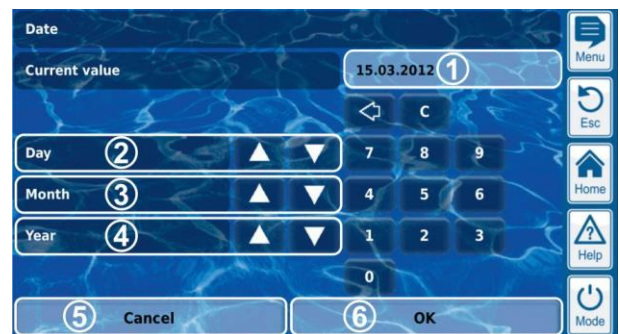 Date
Menu
Current value 15.03.2012 1
C
Esc
Day 2 7 8 9
Month 3 4 5 6
Home
Year 4 1 2 3
Help
0
5 Cancel 6 OK
Mode